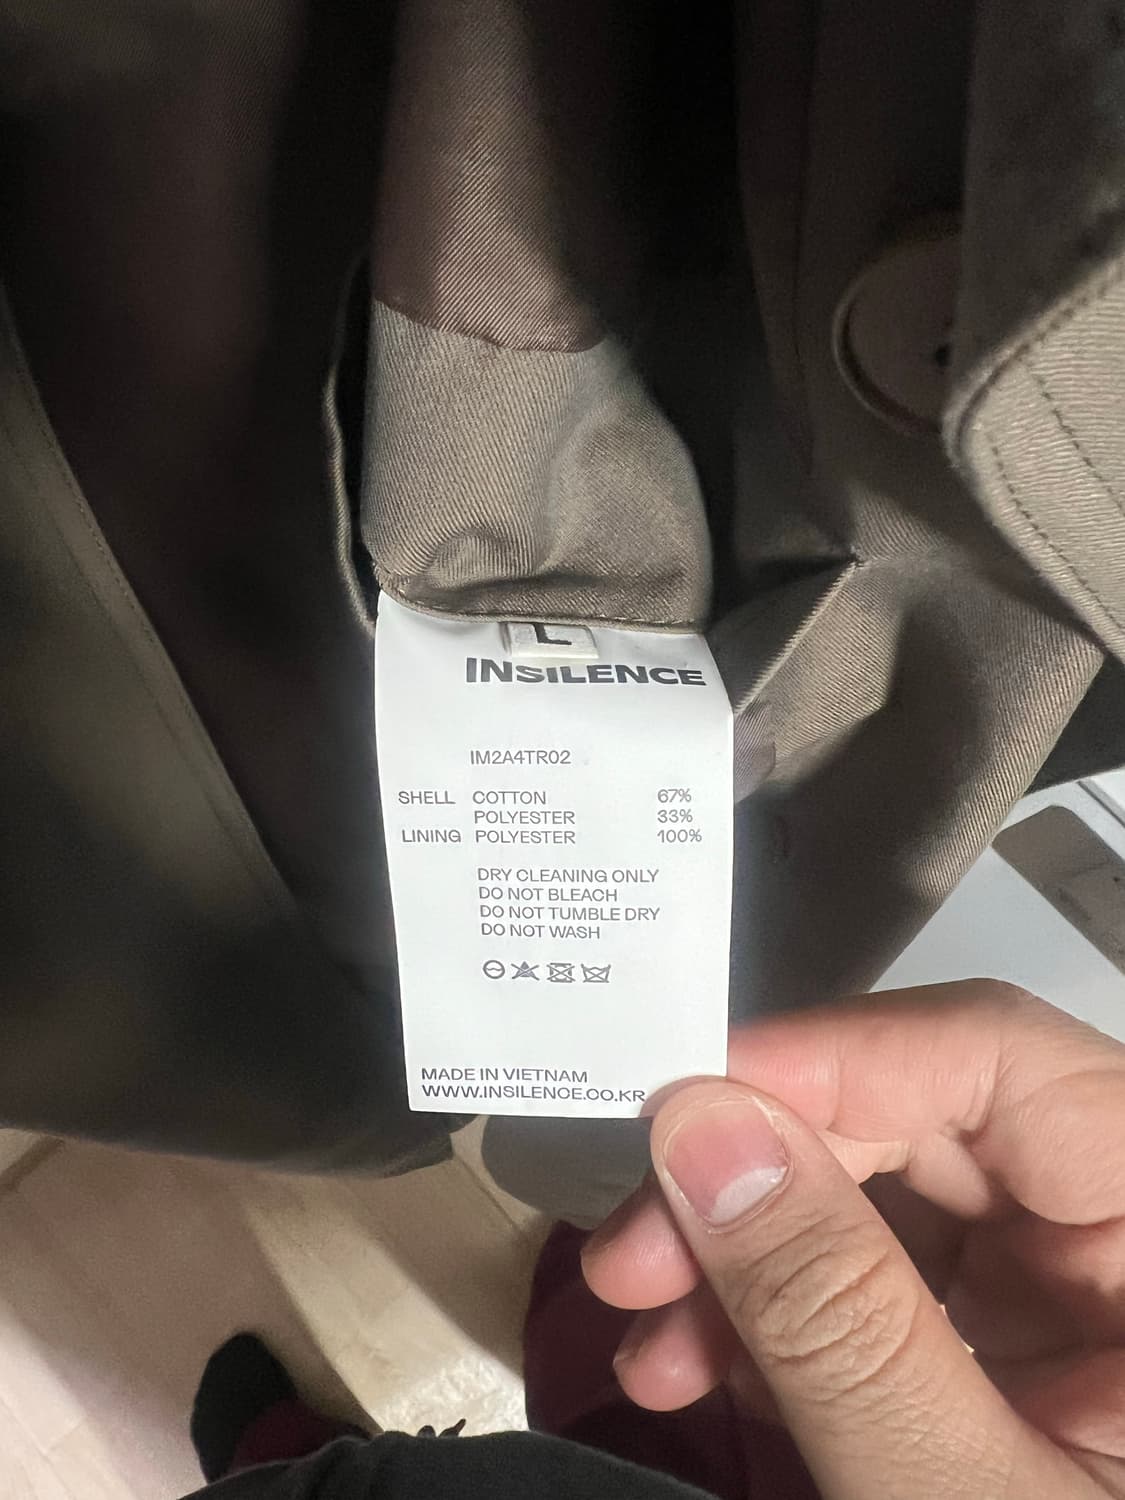 L
INSILENCE
IM2A4TR02
SHELL COTTON 67%
POLYESTER 33%
LINING POLYESTER 100%
DRY CLEANING ONLY
DO NOT BLEACH
DO NOT TUMBLE DRY
DO NOT WASH
MADE IN VIETNAM
WWW.INSILENCE.CO.KR